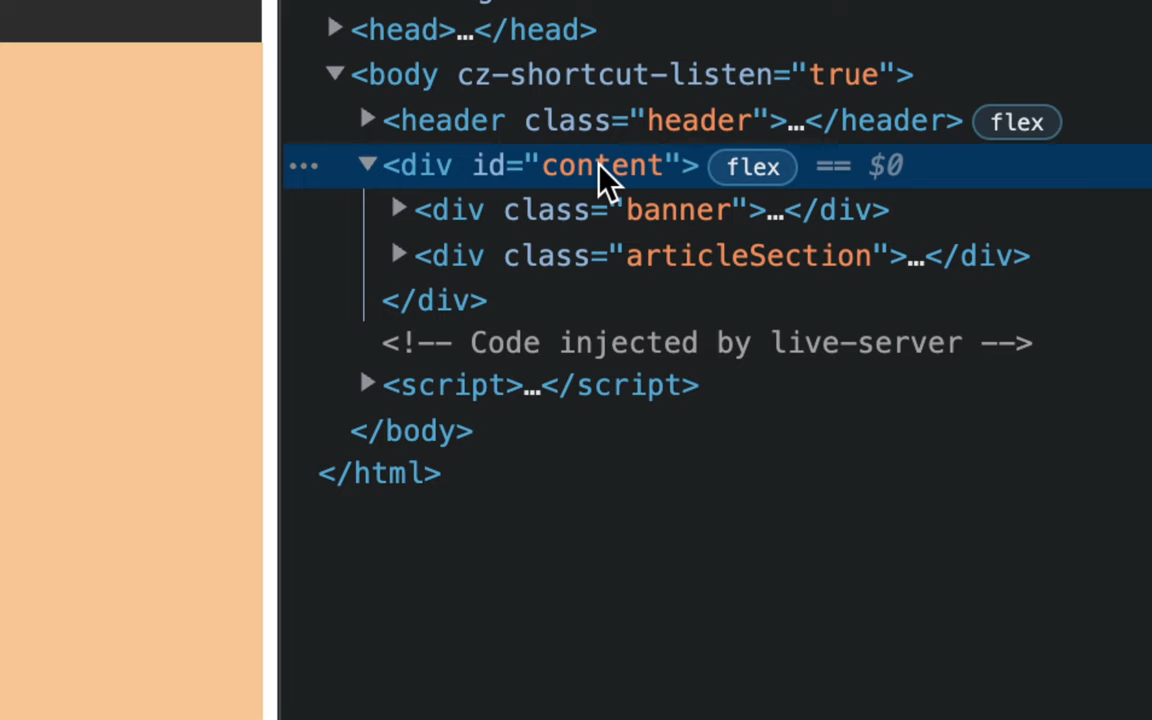 <head>…</head>
<body cz-shortcut-listen="true">
<header class="header">…</header> flex
… <div id="content"> flex == $0
<div class="banner">…</div>
<div class="articleSection">…</div>
</div>
<!-- Code injected by live-server -->
<script>…</script>
</body>
</html>